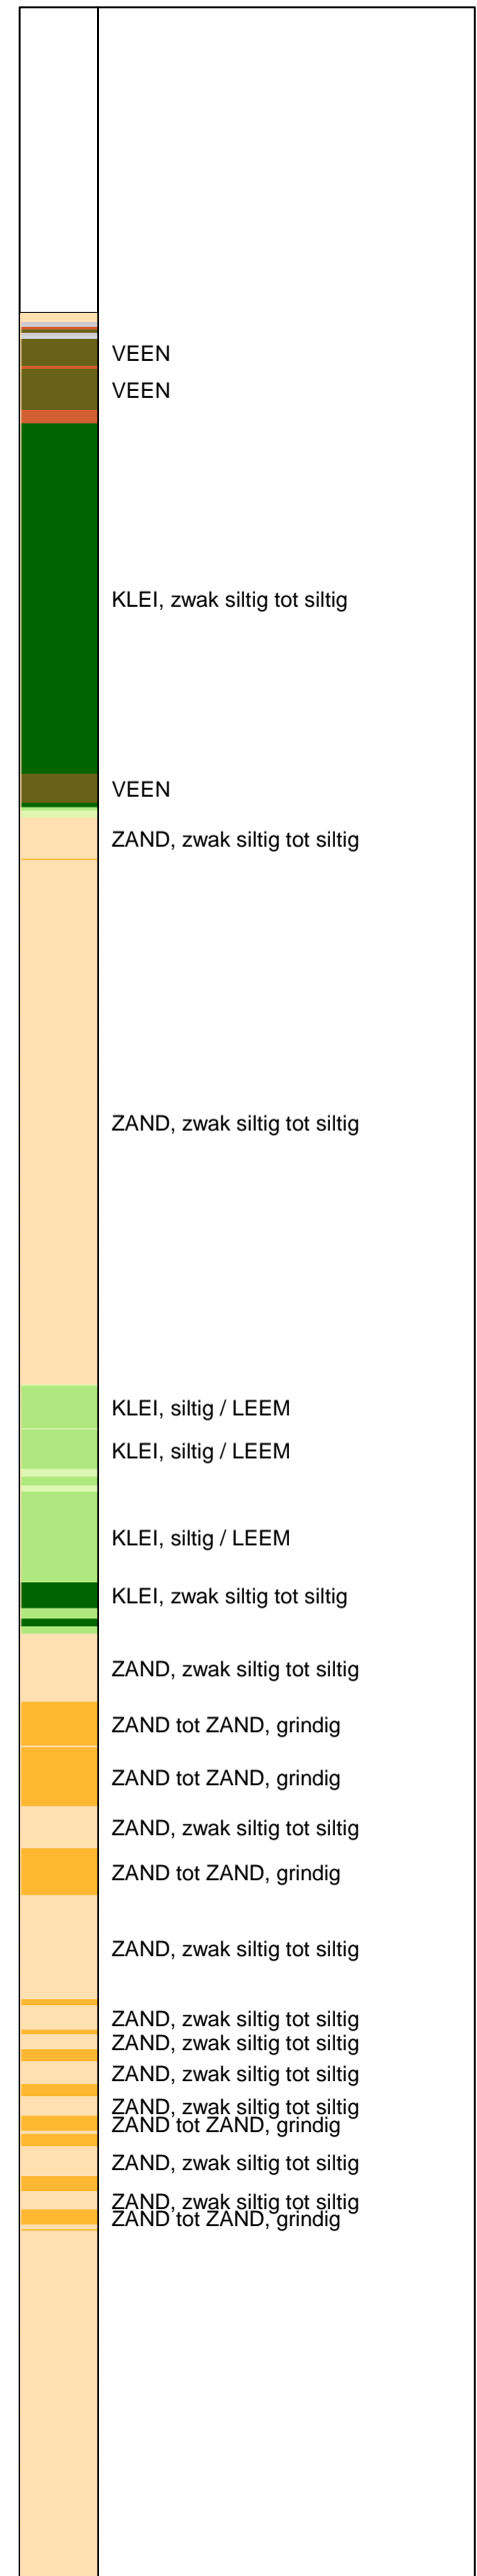 VEEN
VEEN
KLEI, zwak siltig tot siltig
VEEN
ZAND, zwak siltig tot siltig
ZAND, zwak siltig tot siltig
KLEI, siltig / LEEM
KLEI, siltig / LEEM
KLEI, siltig / LEEM
KLEI, zwak siltig tot siltig
ZAND, zwak siltig tot siltig
ZAND tot ZAND, grindig
ZAND tot ZAND, grindig
ZAND, zwak siltig tot siltig
ZAND tot ZAND, grindig
ZAND, zwak siltig tot siltig
ZAND, zwak siltig tot siltig
ZAND, zwak siltig tot siltig
ZAND, zwak siltig tot siltig
ZAND, zwak siltig tot siltig
ZAND tot ZAND, grindig
ZAND, zwak siltig tot siltig
ZAND, zwak siltig tot siltig
ZAND tot ZAND, grindig